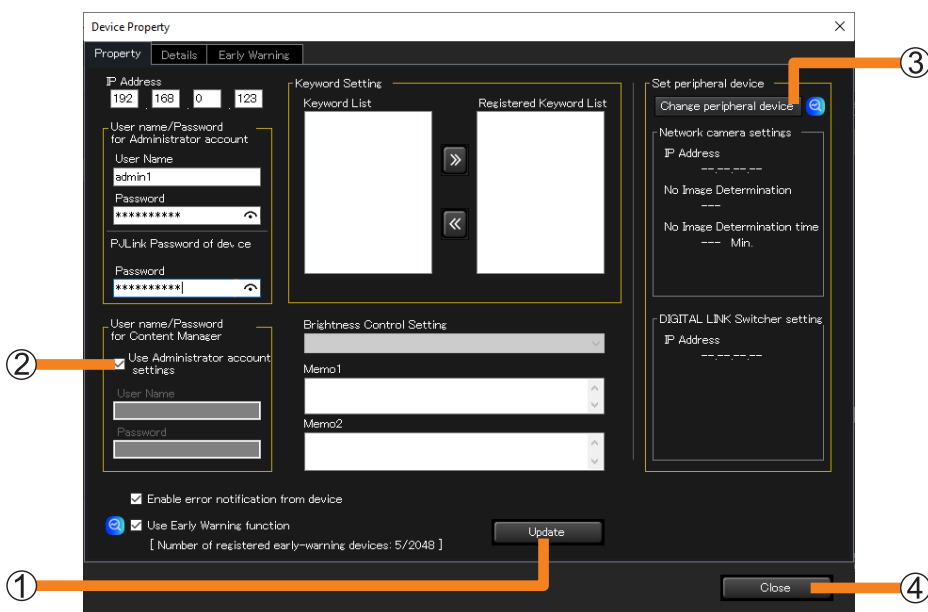 Device Property
Property Details Early Warning
IP Address
192 . 168 . 0 . 123
User name/Password
for Administrator account
User Name
admin1
Password
**********
PJLink Password of device
Password
**********
User name/Password
for Content Manager
Use Administrator account
settings
User Name
Password
Keyword Setting
Keyword List
Registered Keyword List
Brightness Control Setting
Memo1
Memo2
Set peripheral device
Change peripheral device
Network camera settings
IP Address
--.--.--.--
No Image Determination
---
No Image Determination time
--- Min.
DIGITAL LINK Switcher setting
IP Address
--.--.--.--
Enable error notification from device
Use Early Warning function
[ Number of registered early-warning devices: 5/2048 ]
Update
Close
①
②
③
④